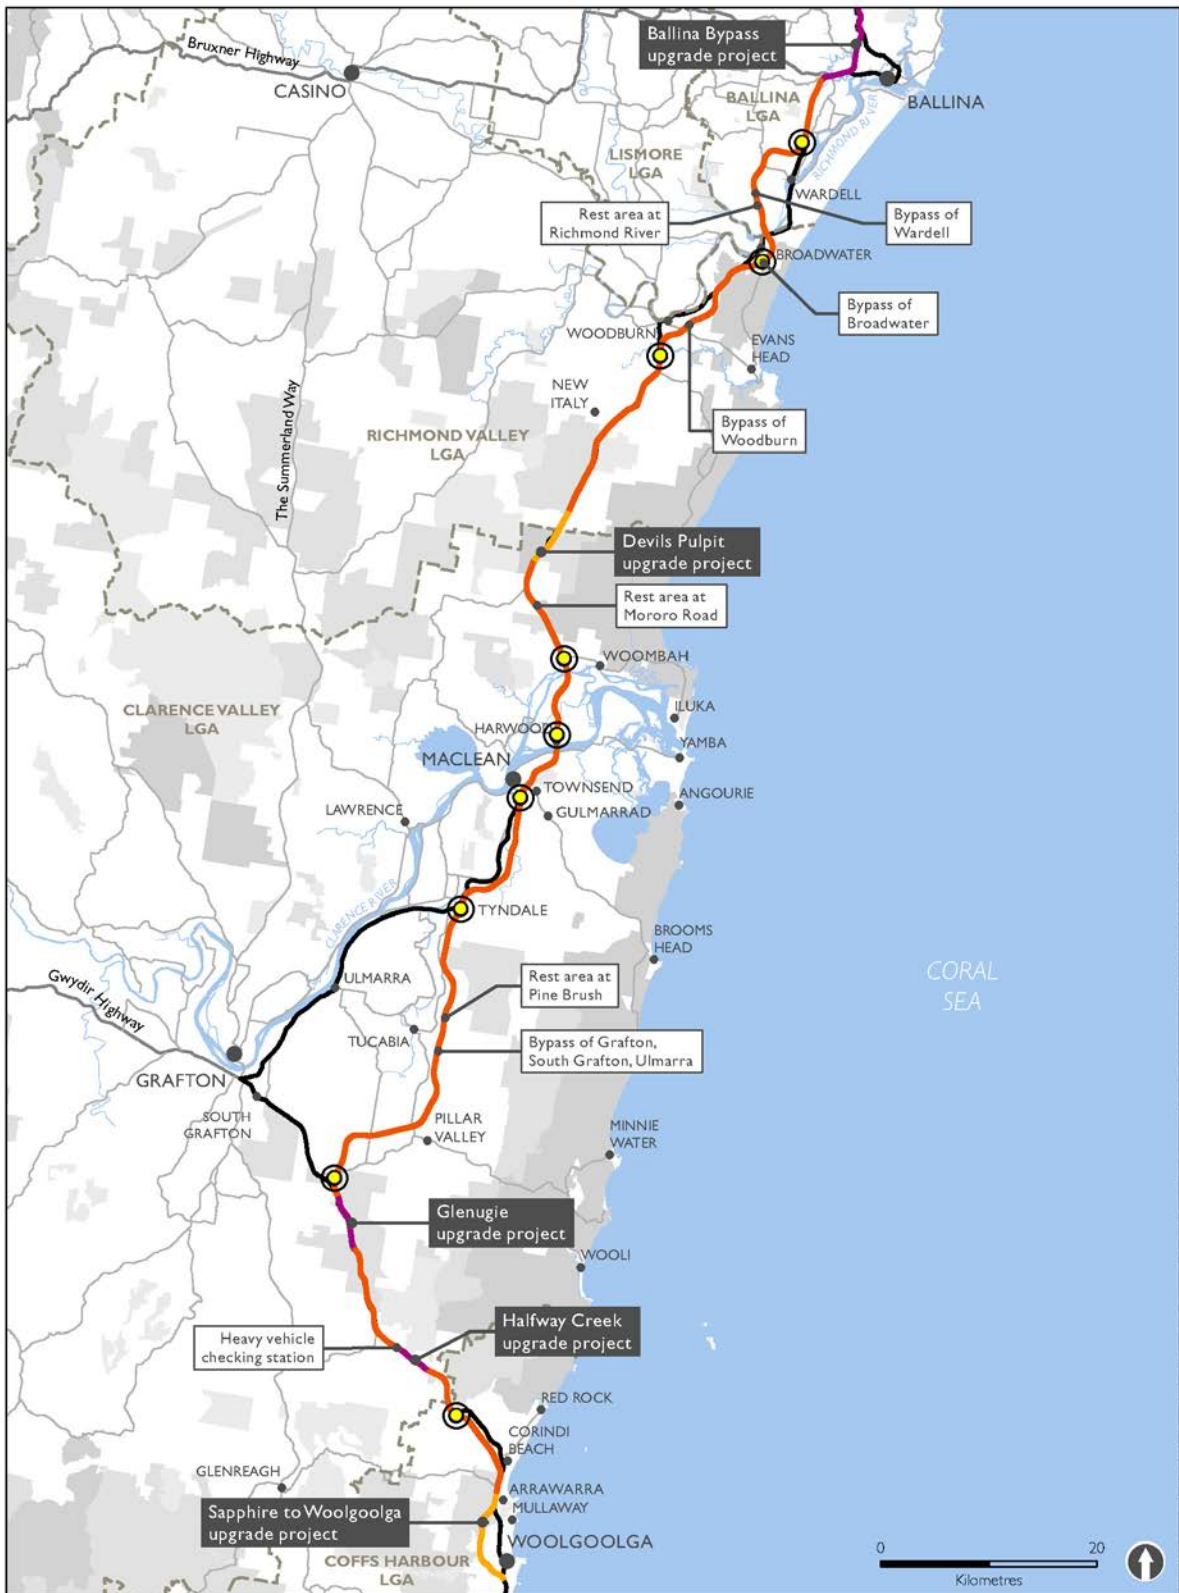 Ballina Bypass
upgrade project
Bruxner Highway
CASINO
BALLINA
LGA
BALLINA
RICHMOND RIVER
LISMORE
LGA
WARDELL
Rest area at
Richmond River
Bypass of
Wardell
BROADWATER
Bypass of
Broadwater
WOODBURN
EVANS
HEAD
NEW
ITALY
Bypass of
Woodburn
RICHMOND VALLEY
LGA
The Summerland Way
Devils Pulpit
upgrade project
Rest area at
Mororo Road
WOOMBAH
CLARENCE VALLEY
LGA
ILUKA
HARWOOD
YAMBA
MACLEAN
TOWNSEND
ANGOURIE
LAWRENCE
GULMARRAD
CLARENCE RIVER
TYNDALE
BROOMS
HEAD
CORAL
SEA
Gwydir Highway
ULMARRA
Rest area at
Pine Brush
TUCABIA
Bypass of Grafton,
South Grafton, Ulmarra
GRAFTON
SOUTH
GRAFTON
PILLAR
VALLEY
MINNIE
WATER
Glenugie
upgrade project
WOOLI
Heavy vehicle
checking station
Halfway Creek
upgrade project
RED ROCK
CORINDI
BEACH
GLENREAGH
ARRAWARRA
MULLAWAY
Sapphire to Woolgoolga
upgrade project
WOOLGOOLGA
COFFS HARBOUR
LGA
0 20
Kilometres